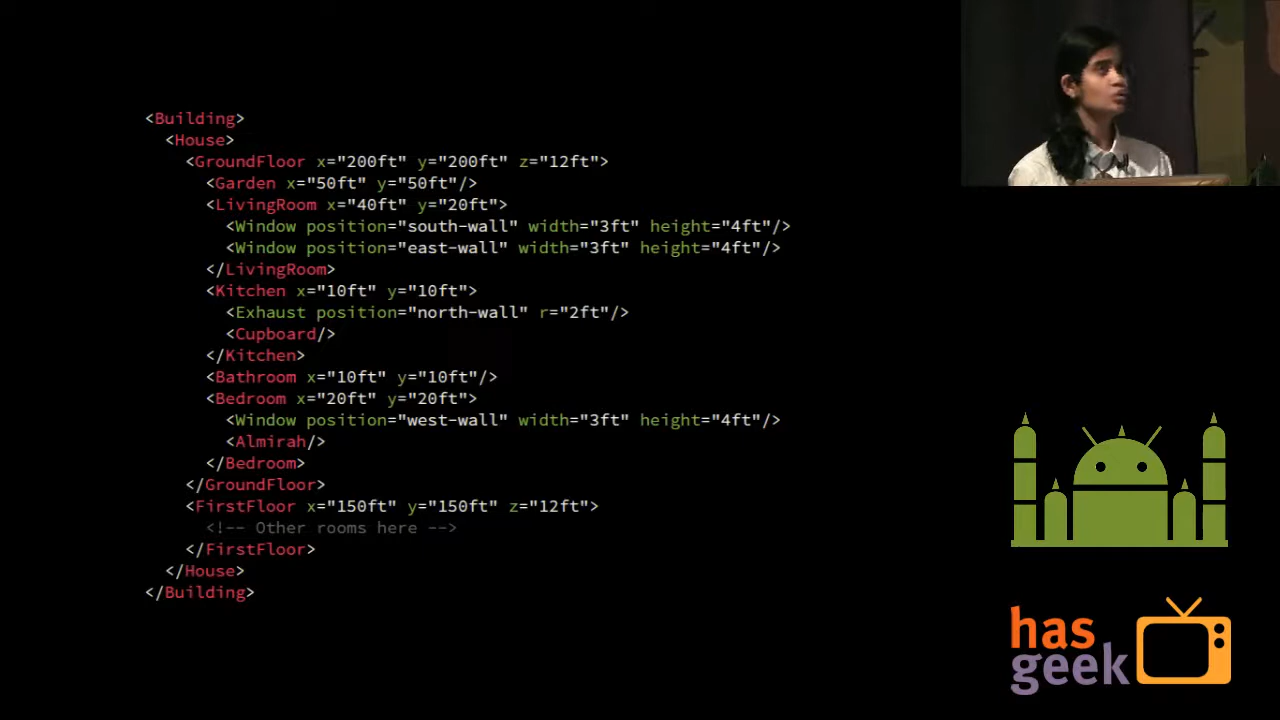 <Building>
<House>
<GroundFloor x="200ft" y="200ft" z="12ft">
<Garden x="50ft" y="50ft"/>
<LivingRoom x="40ft" y="20ft">
<Window position="south-wall" width="3ft" height="4ft"/>
<Window position="east-wall" width="3ft" height="4ft"/>
</LivingRoom>
<Kitchen x="10ft" y="10ft">
<Exhaust position="north-wall" r="2ft"/>
<Cupboard/>
</Kitchen>
<Bathroom x="10ft" y="10ft"/>
<Bedroom x="20ft" y="20ft">
<Window position="west-wall" width="3ft" height="4ft"/>
<Almirah/>
</Bedroom>
</GroundFloor>
<FirstFloor x="150ft" y="150ft" z="12ft">
<!-- Other rooms here -->
</FirstFloor>
</House>
</Building>
has
geek